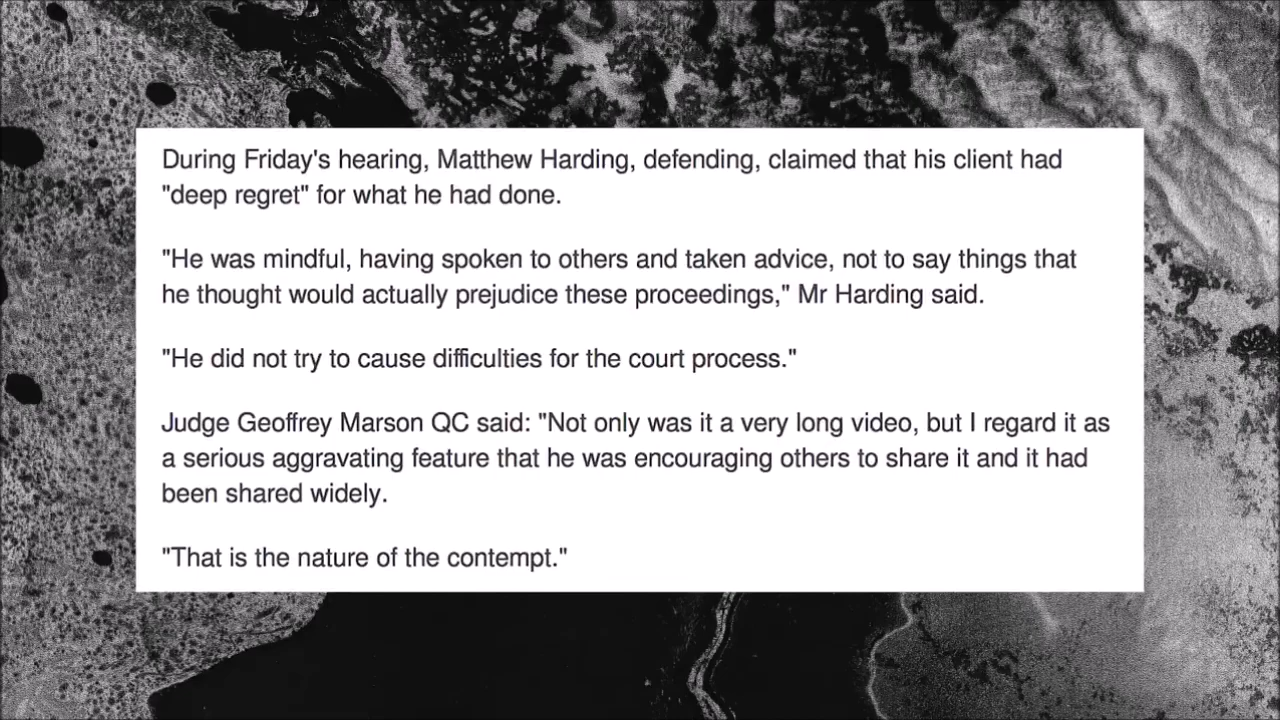 During Friday's hearing, Matthew Harding, defending, claimed that his client had
"deep regret" for what he had done.
"He was mindful, having spoken to others and taken advice, not to say things that
he thought would actually prejudice these proceedings," Mr Harding said.
"He did not try to cause difficulties for the court process."
Judge Geoffrey Marson QC said: "Not only was it a very long video, but I regard it as
a serious aggravating feature that he was encouraging others to share it and it had
been shared widely.
"That is the nature of the contempt."